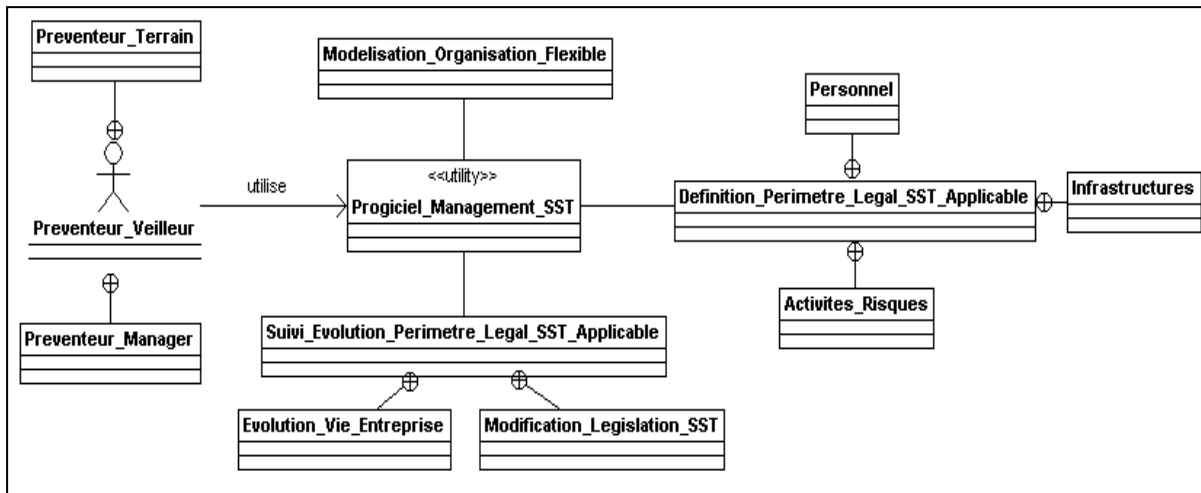 Preventeur_Terrain
Modelisation_Organisation_Flexible
Personnel
utilise
<<utility>>
Progiciel_Management_SST
Definition_Perimetre_Legal_SST_Applicable
Infrastructures
Preventeur_Veilleur
Activites_Risques
Preventeur_Manager
Suivi_Evolution_Perimetre_Legal_SST_Applicable
Evolution_Vie_Entreprise
Modification_Legislation_SST